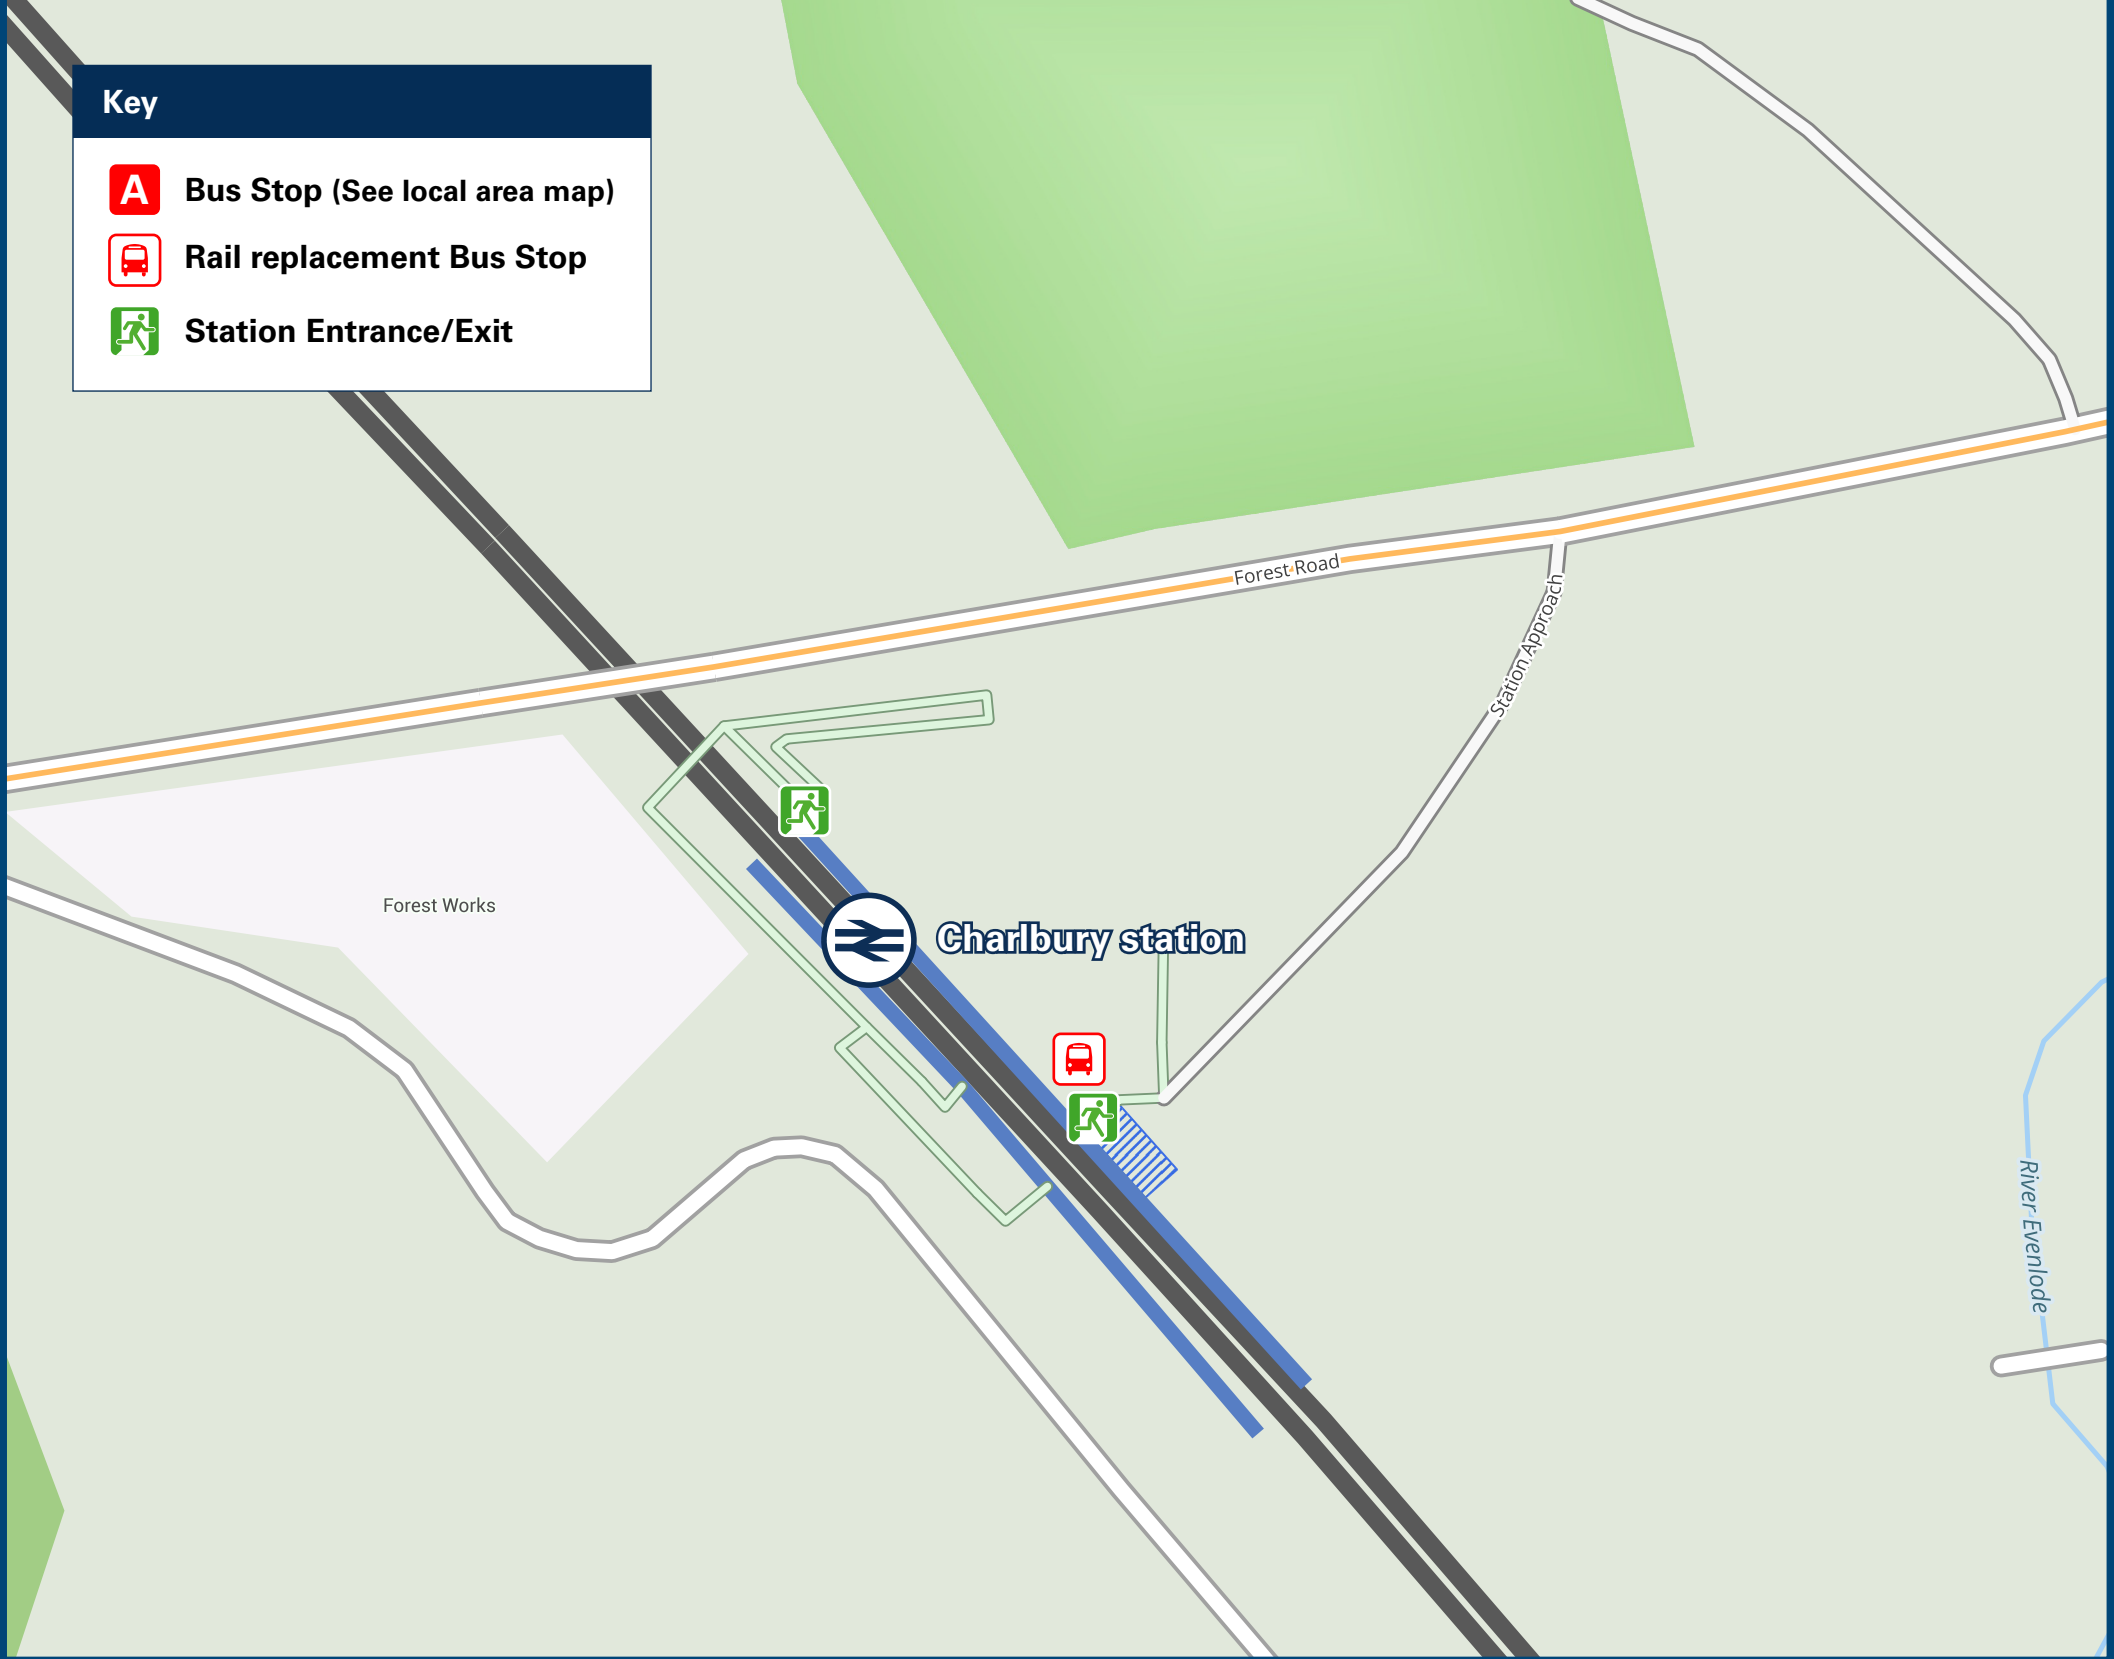 Key
A
Bus Stop (See local area map)
Rail replacement Bus Stop
Station Entrance/Exit
Forest Road
Station Approach
Forest Works
Charlbury station
River Evenlode